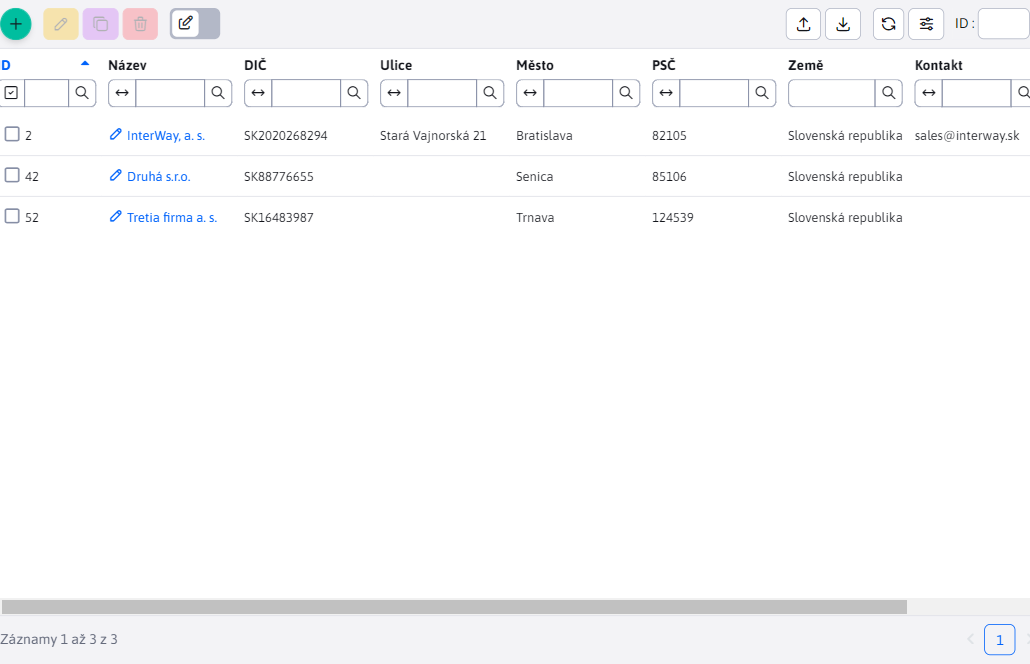 ID :
ID Název DIČ Ulice Město PSČ Země Kontakt
2 InterWay, a. s. SK2020268294 Stará Vajnorská 21 Bratislava 82105 Slovenská republika sales@interway.sk
42 Druhá s.r.o. SK88776655 Senica 85106 Slovenská republika
52 Tretia firma a. s. SK16483987 Trnava 124539 Slovenská republika
Záznamy 1 až 3 z 3
1